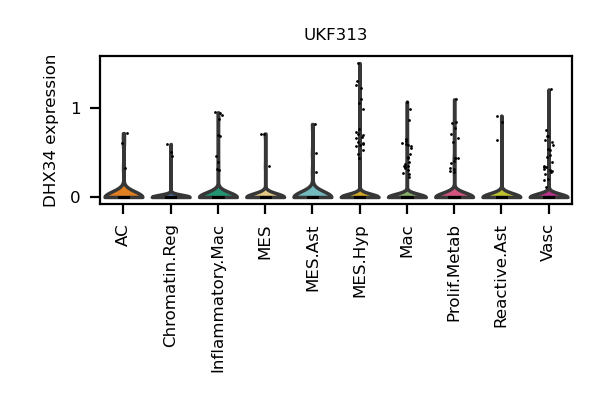 UKF313
DHX34 expression
1
0
AC
Chromatin.Reg
Inflammatory.Mac
MES
MES.Ast
MES.Hyp
Mac
Prolif.Metab
Reactive.Ast
Vasc